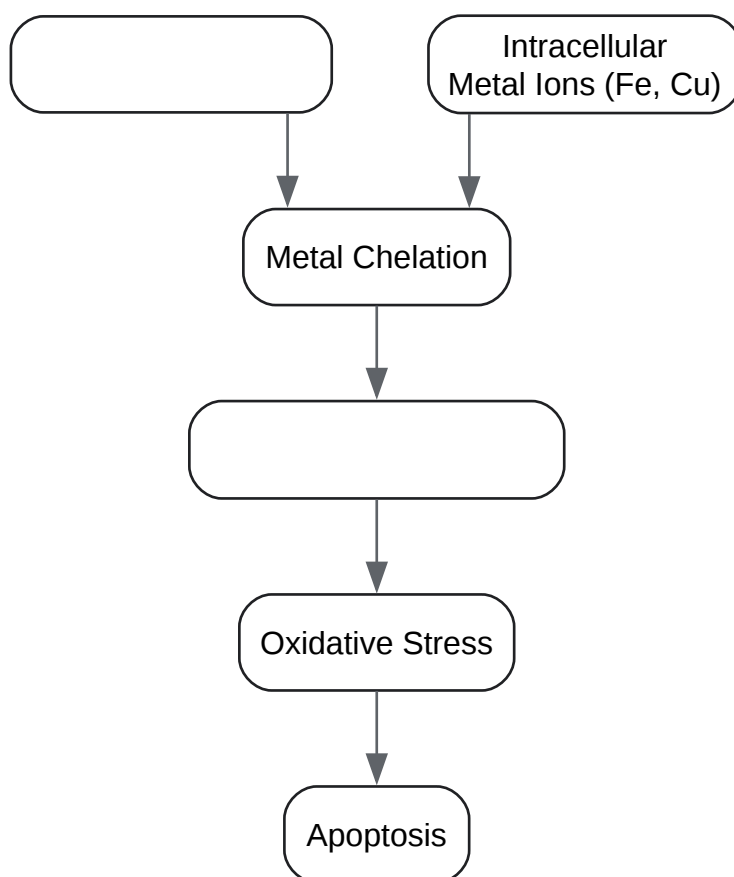 Intracellular
Metal Ions (Fe, Cu)
Metal Chelation
Oxidative Stress
Apoptosis